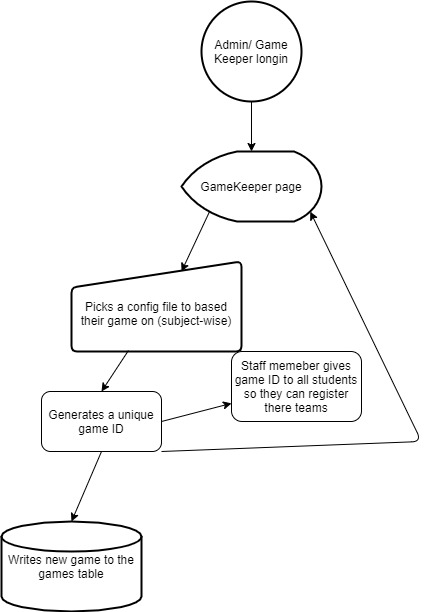 Admin/ Game
Keeper longin
GameKeeper page
Picks a config file to based
their game on (subject-wise)
Staff memeber gives
game ID to all students
so they can register
there teams
Generates a unique
game ID
Writes new game to the
games table